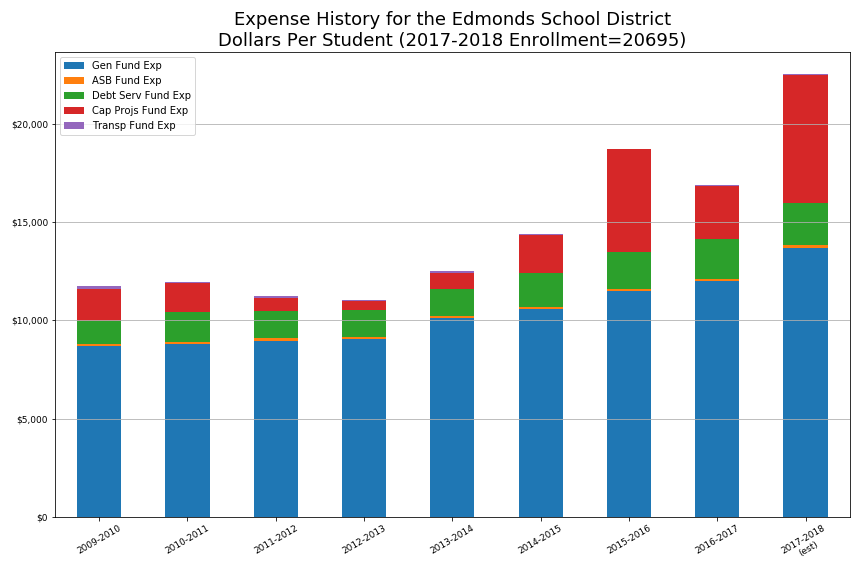 Expense History for the Edmonds School District
Dollars Per Student (2017-2018 Enrollment=20695)
Gen Fund Exp
ASB Fund Exp
Debt Serv Fund Exp
Cap Projs Fund Exp
Transp Fund Exp
$20,000
$15,000
$10,000
$5,000
$0
2009-2010
2010-2011
2011-2012
2012-2013
2013-2014
2014-2015
2015-2016
2016-2017
2017-2018
(est)